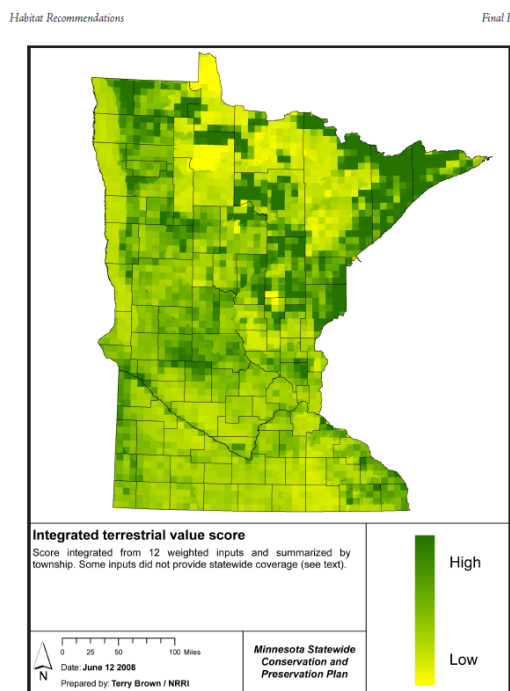 Habitat Recommendations
Final
Integrated terrestrial value score
Score integrated from 12 weighted inputs and summarized by
township. Some inputs did not provide statewide coverage (see text).
High
Low
0 25 50 100 Miles
N
Date: June 12 2008
Prepared by: Terry Brown / NRRI
Minnesota Statewide
Conservation and
Preservation Plan